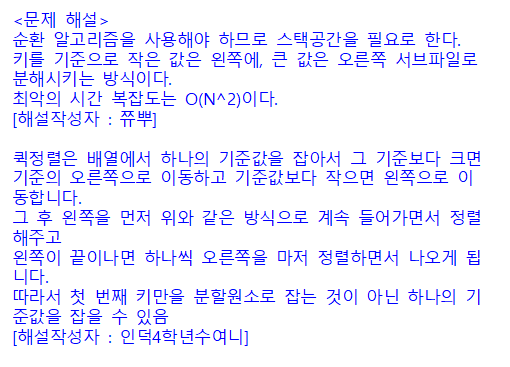 <문제 해설>
순환 알고리즘을 사용해야 하므로 스택공간을 필요로 한다.
키를 기준으로 작은 값은 왼쪽에, 큰 값은 오른쪽 서브파일로
분해시키는 방식이다.
최악의 시간 복잡도는 O(N^2)이다.
[해설작성자 : 쮸뿌]

퀵정렬은 배열에서 하나의 기준값을 잡아서 그 기준보다 크면
기준의 오른쪽으로 이동하고 기준값보다 작으면 왼쪽으로 이
동합니다.
그 후 왼쪽을 먼저 위와 같은 방식으로 계속 들어가면서 정렬
해주고
왼쪽이 끝이나면 하나씩 오른쪽을 마저 정렬하면서 나오게 됩
니다.
따라서 첫 번째 키만을 분할원소로 잡는 것이 아닌 하나의 기
준값을 잡을 수 있음
[해설작성자 : 인덕4학년수여니]